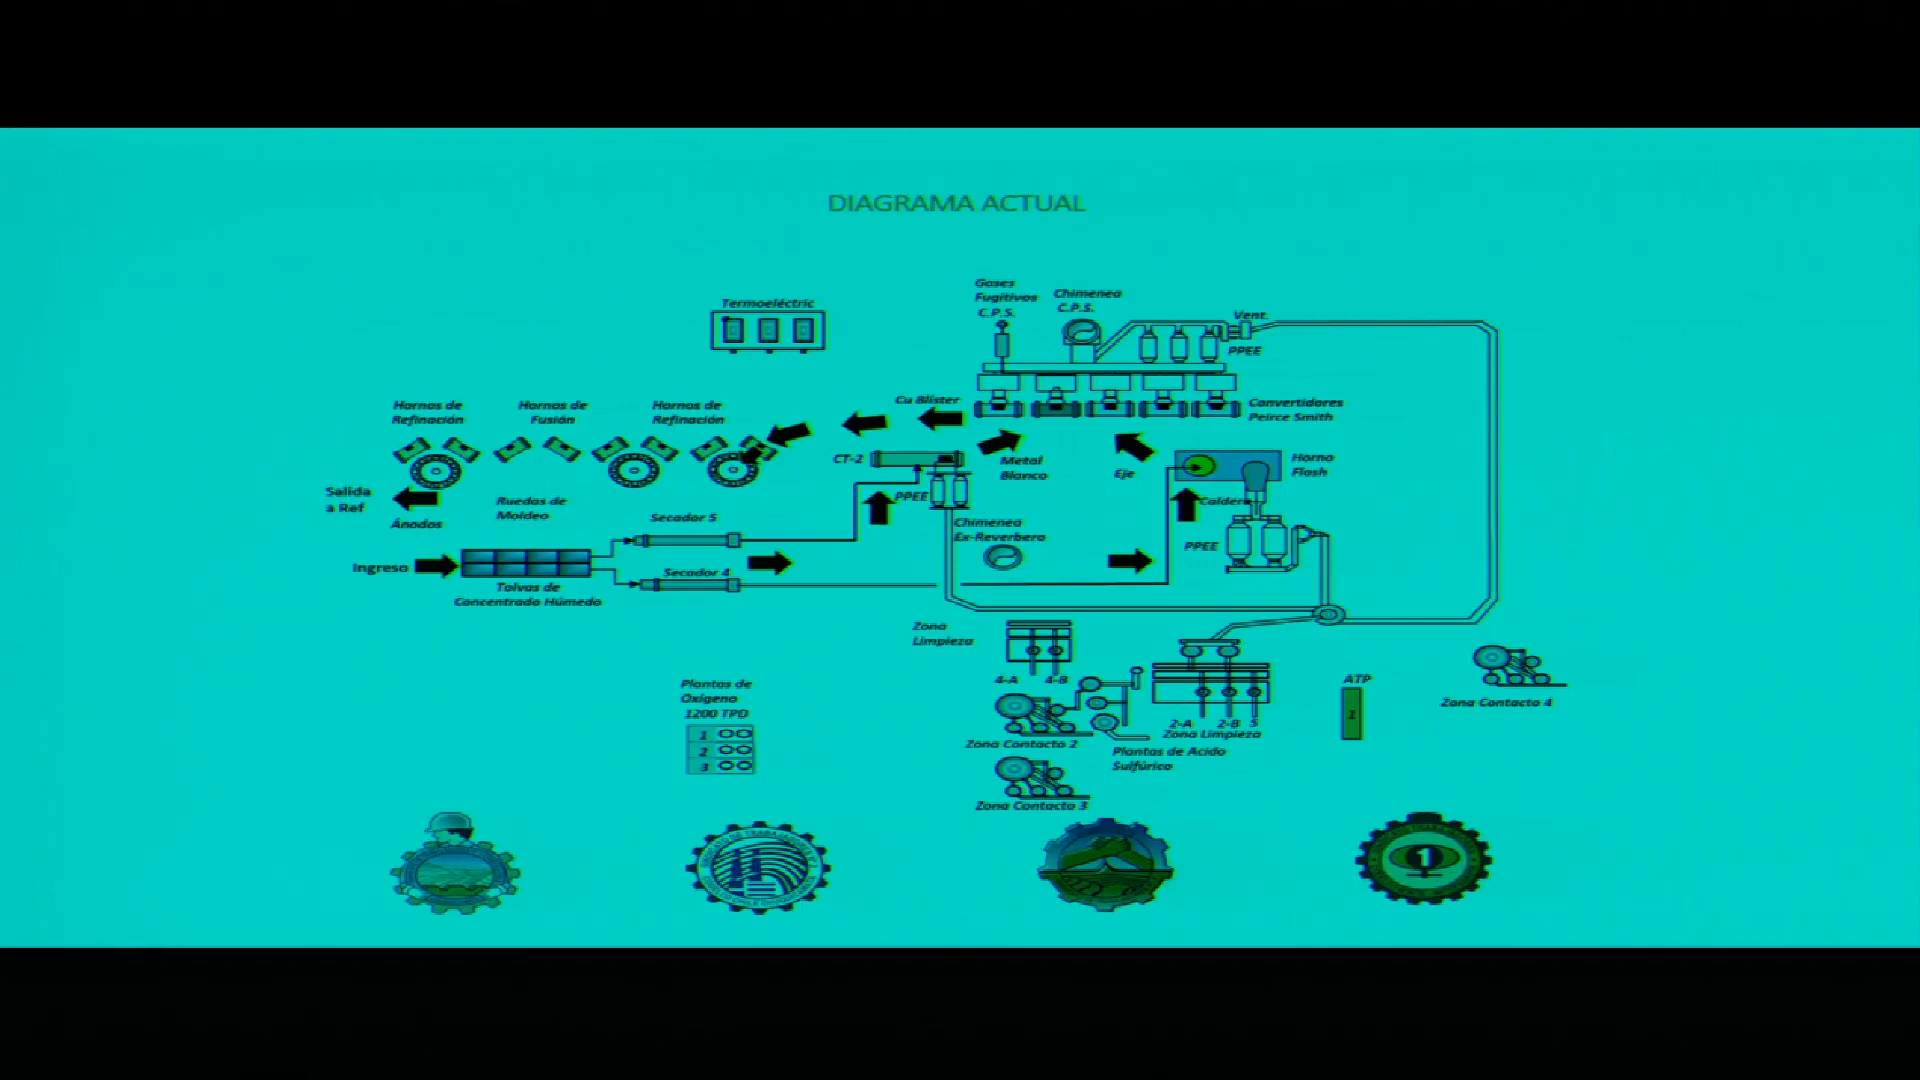 DIAGRAMA ACTUAL
Gases
Fugitivos
C.P.S.
Chimenea
C.P.S.
Termoeléctric
Vent.
PPEE
Hornos de
Refinación
Hornos de
Fusión
Hornos de
Refinación
Cu Blíster
Convertidores
Peirce Smith
CT-2
Metal
Blanco
Eje
Horno
Flash
Salida
a Ref
Ánodos
Ruedas de
Moldeo
PPEE
Caldera
Secador 5
Chimenea
Ex-Reverbero
PPEE
Ingreso
Secador 4
Tolvas de
Concentrado Húmedo
Zona
Limpieza
4-A 4-B
Plantas de
Oxígeno
1200 TPD
1
2
3
ATP
1
Zona Contacto 4
2-A 2-B 5
Zona Limpieza
Zona Contacto 2
Plantas de Acido
Sulfúrico
Zona Contacto 3
1